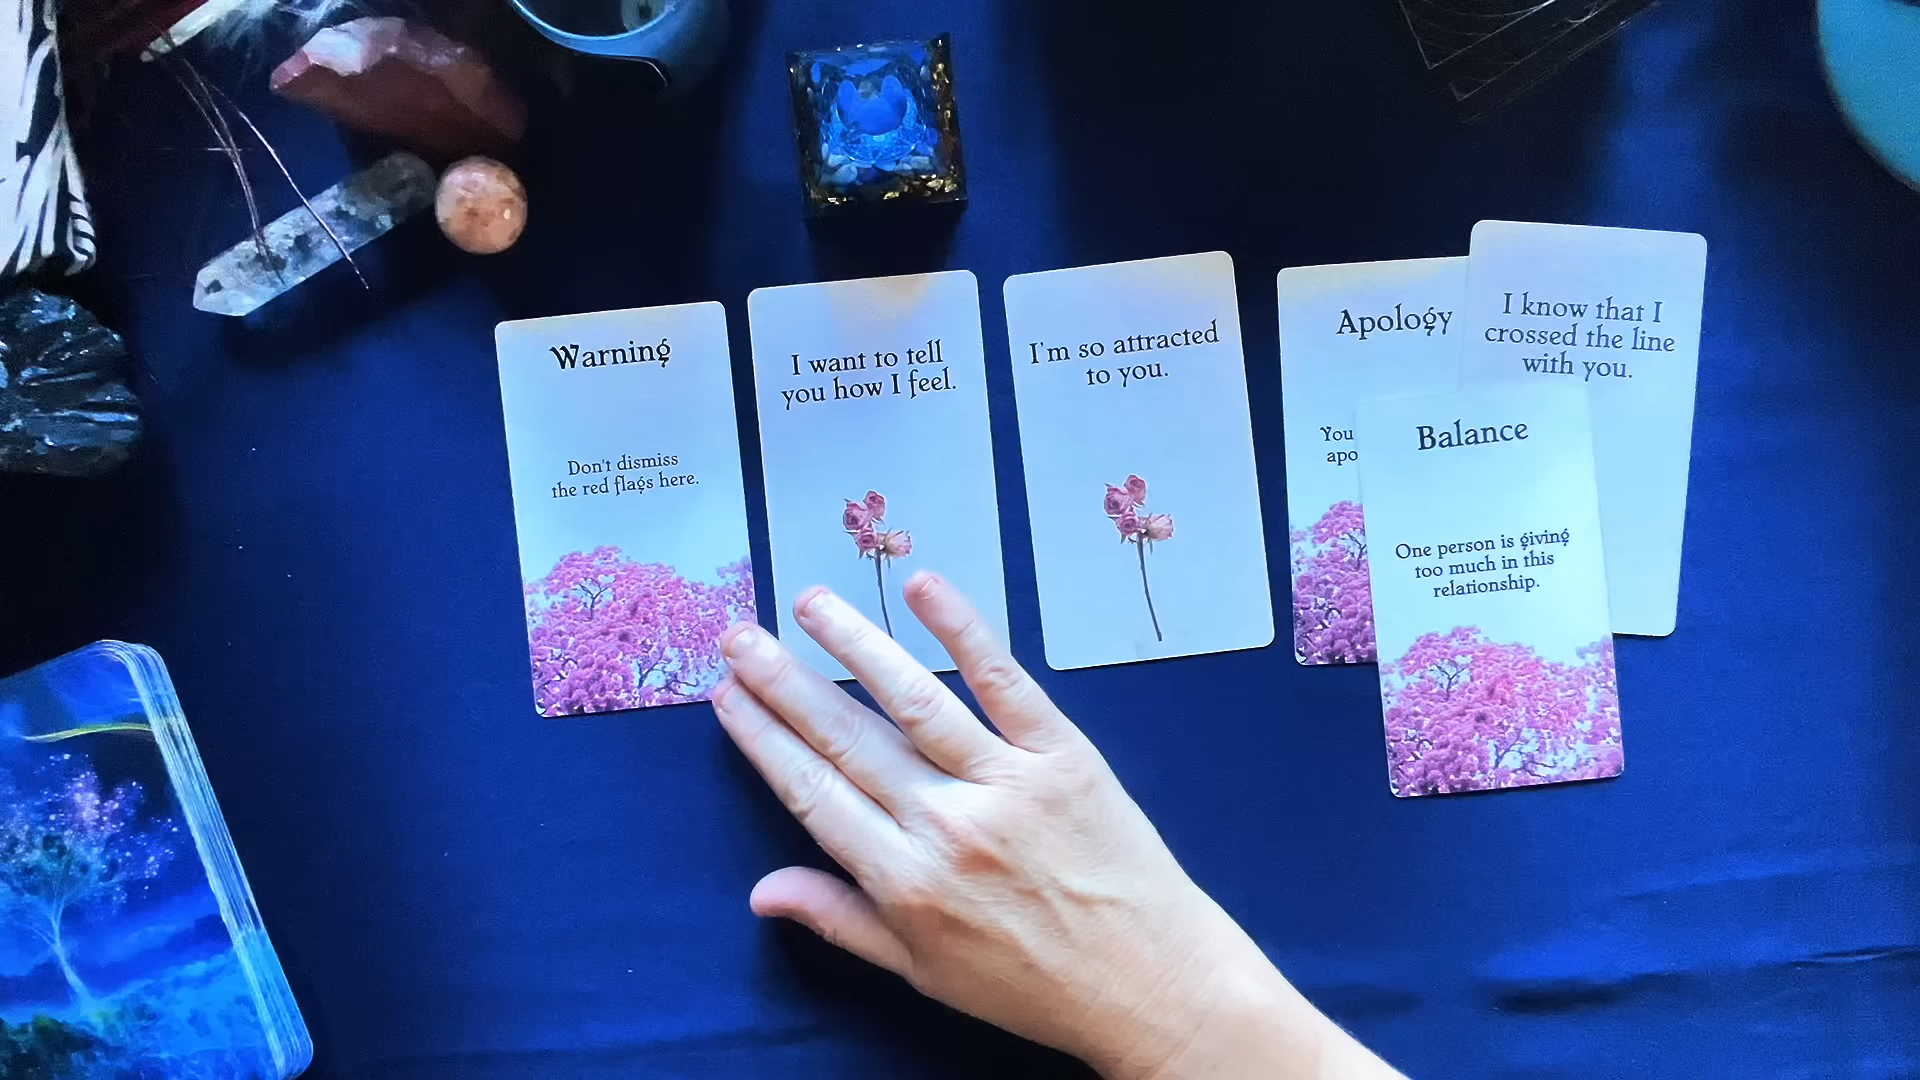 Warning
Don't dismiss
the red flags here.
I want to tell
you how I feel.
I'm so attracted
to you.
Apology
You
I know that I
crossed the line
with you.
Balance
One person is giving
too much in this
relationship.